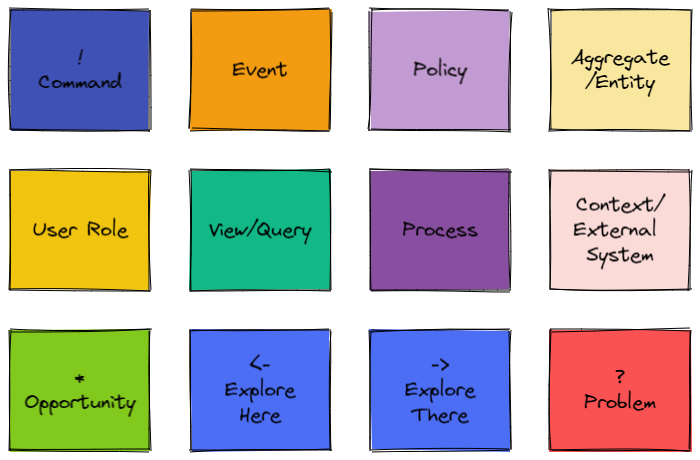 !
Command
Event
Policy
Aggregate
/Entity
User Role
View/Query
Process
Context/
External
System
*
Opportunity
<-
Explore
Here
->
Explore
There
?
Problem